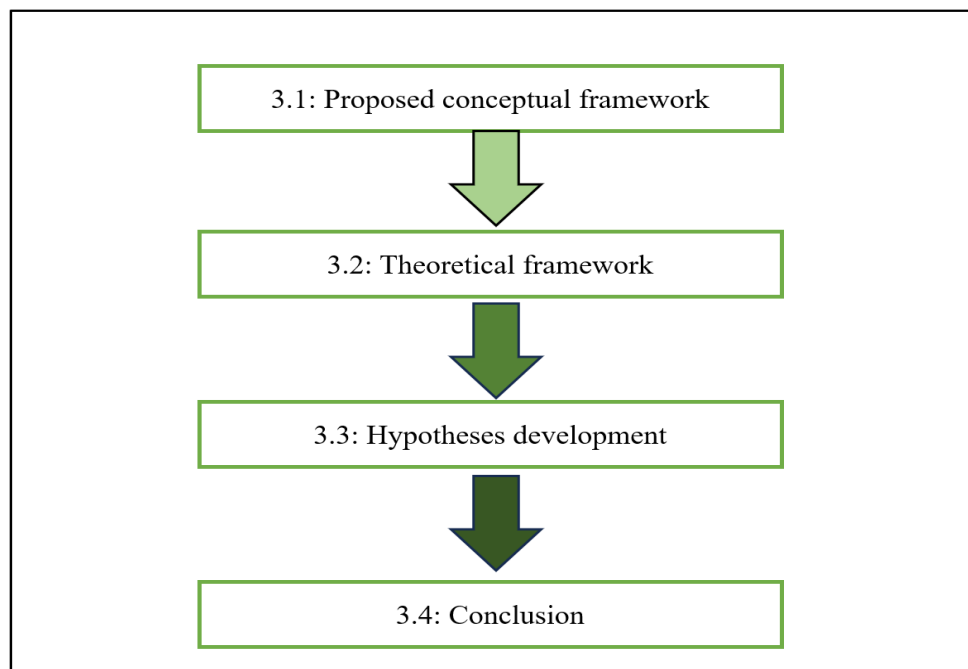 3.1: Proposed conceptual framework
3.2: Theoretical framework
3.3: Hypotheses development
3.4: Conclusion